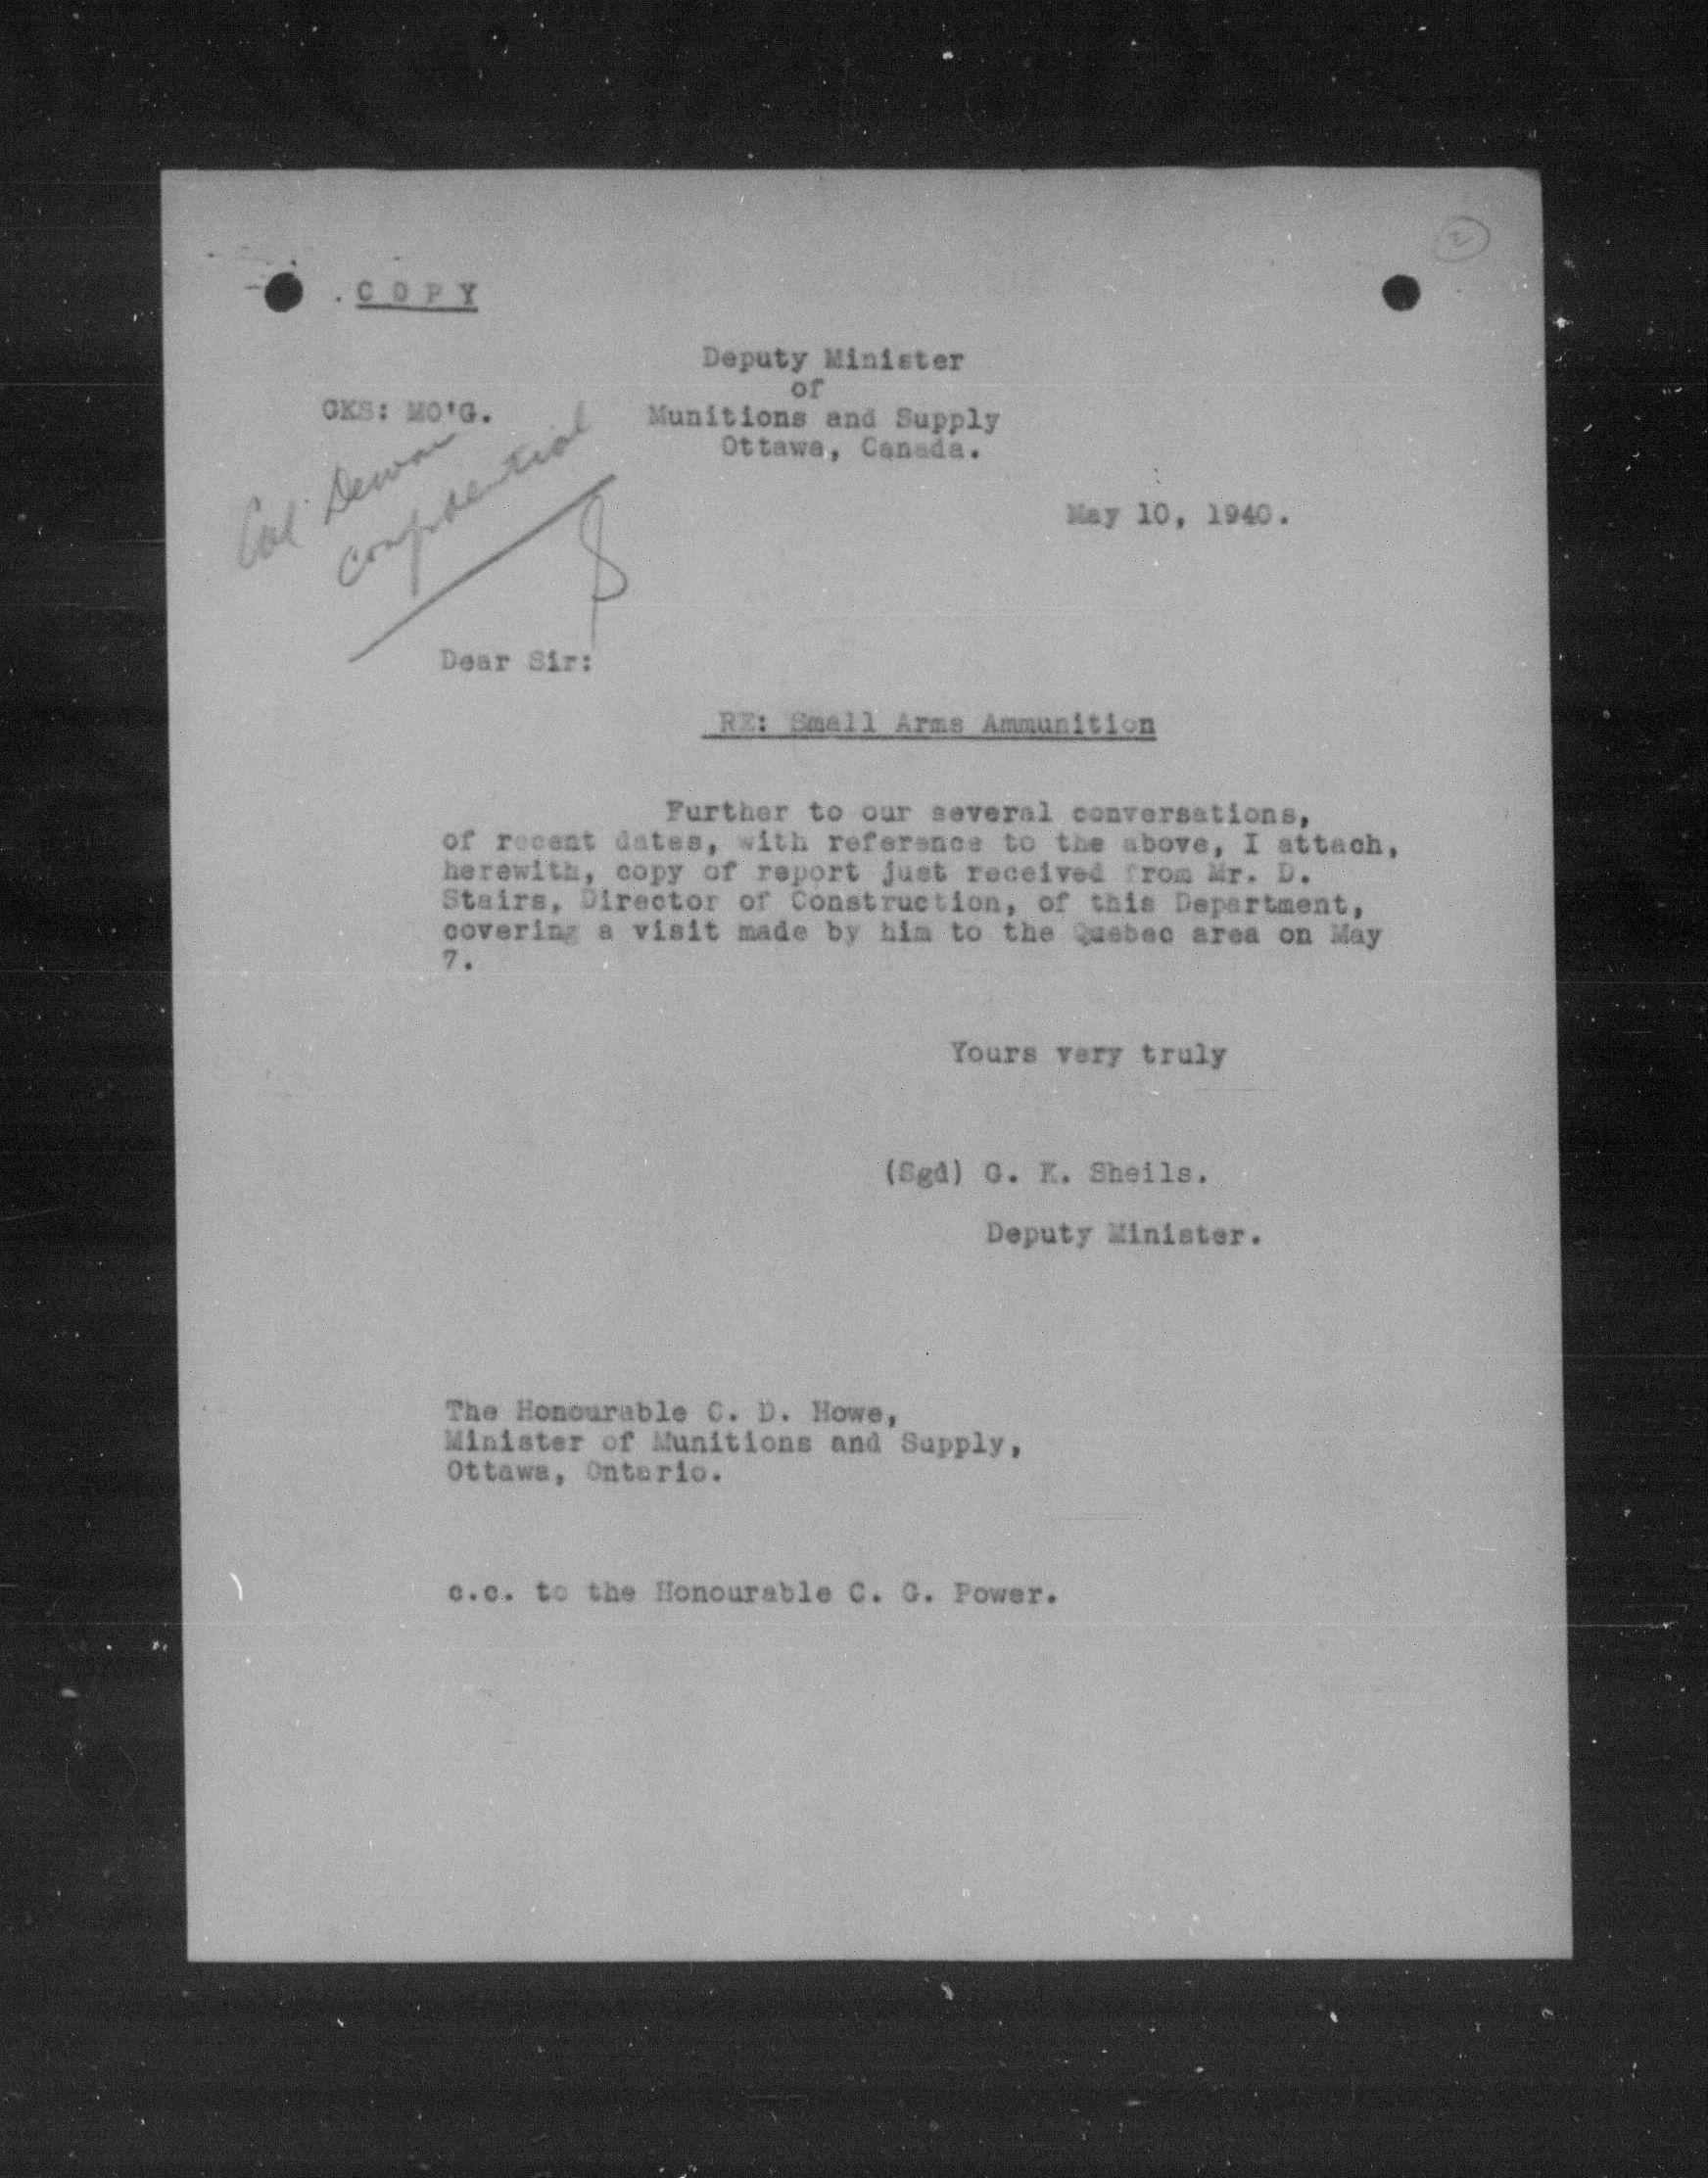 2
COPY
Deputy Minister
of
GKS: MO'G.
Munitions and Supply
Ottawa, Canada.
Col. Dewar
Confidential
May 10, 1940.
Dear Sir:
RE: Small Arms Ammunition
Further to our several conversations,
of recent dates, with reference to the above, I attach,
herewith, copy of report just received from Mr. D.
Stairs, Director of Construction, of this Department,
covering a visit made by him to the Quebec area on May
7.
Yours very truly
(Sgd) G. K. Sheils.
Deputy Minister.
The Honourable C. D. Howe,
Minister of Munitions and Supply,
Ottawa, Ontario.
c.c. to the Honourable C. G. Power.